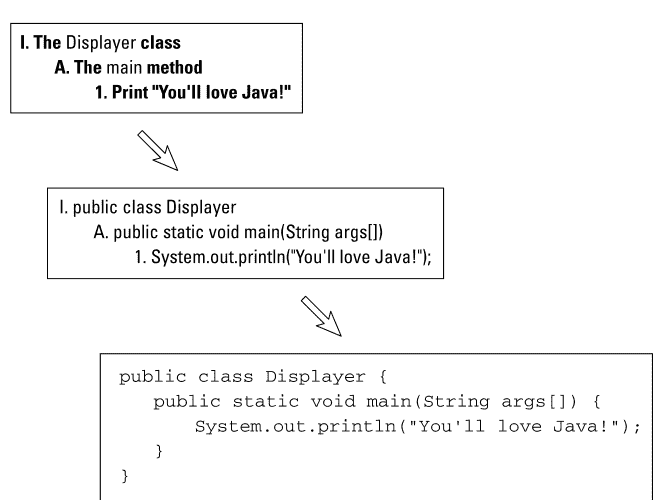 I. The Displayer class
A. The main method
1. Print "You'll love Java!"
I. public class Displayer
A. public static void main(String args[])
1. System.out.println("You'll love Java!");
public class Displayer {
public static void main(String args[]) {
System.out.println("You'll love Java!");
}
}